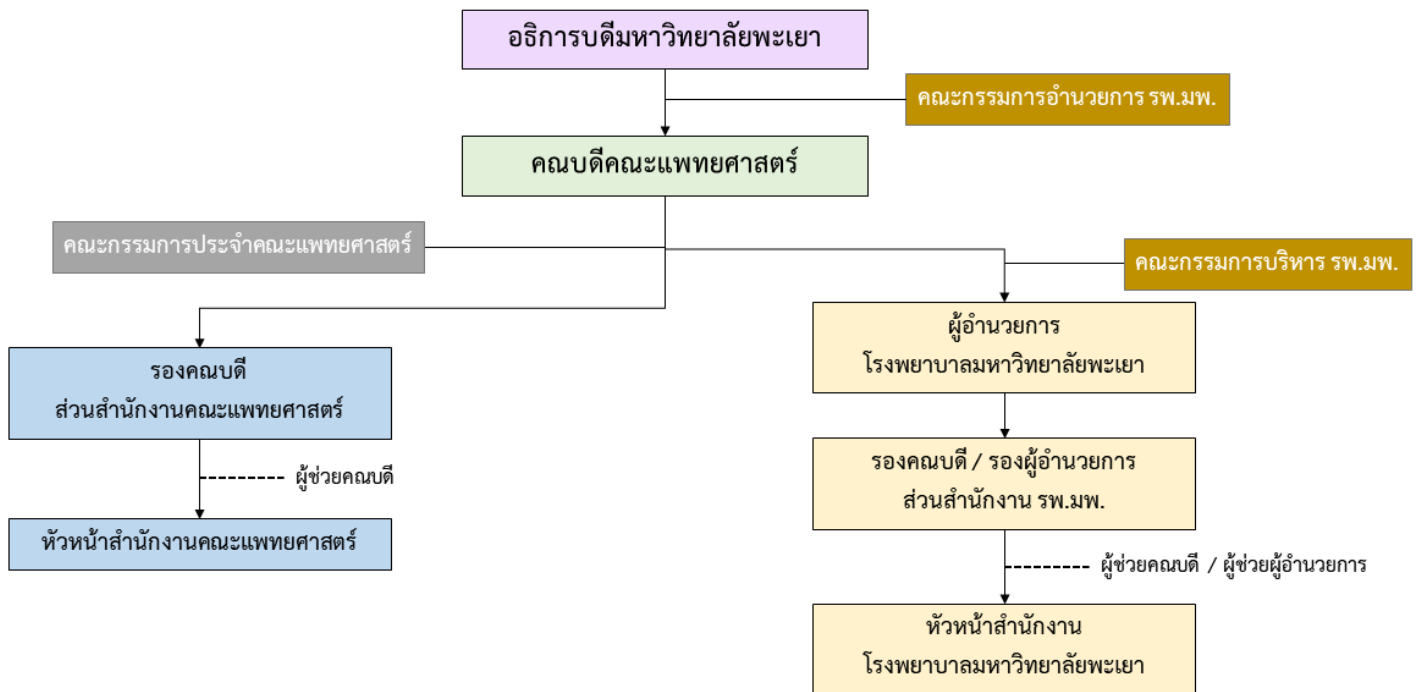 อธิการบดีมหาวิทยาลัยพะเยา
คณะกรรมการอำนวยการ รพ.มพ.
คณบดีคณะแพทยศาสตร์
คณะกรรมการประจำคณะแพทยศาสตร์
คณะกรรมการบริหาร รพ.มพ.
รองคณบดี
ส่วนสำนักงานคณะแพทยศาสตร์
ผู้ช่วยคณบดี
หัวหน้าสำนักงานคณะแพทยศาสตร์
ผู้อำนวยการ
โรงพยาบาลมหาวิทยาลัยพะเยา
รองคณบดี / รองผู้อำนวยการ
ส่วนสำนักงาน รพ.มพ.
ผู้ช่วยคณบดี / ผู้ช่วยผู้อำนวยการ
หัวหน้าสำนักงาน
โรงพยาบาลมหาวิทยาลัยพะเยา